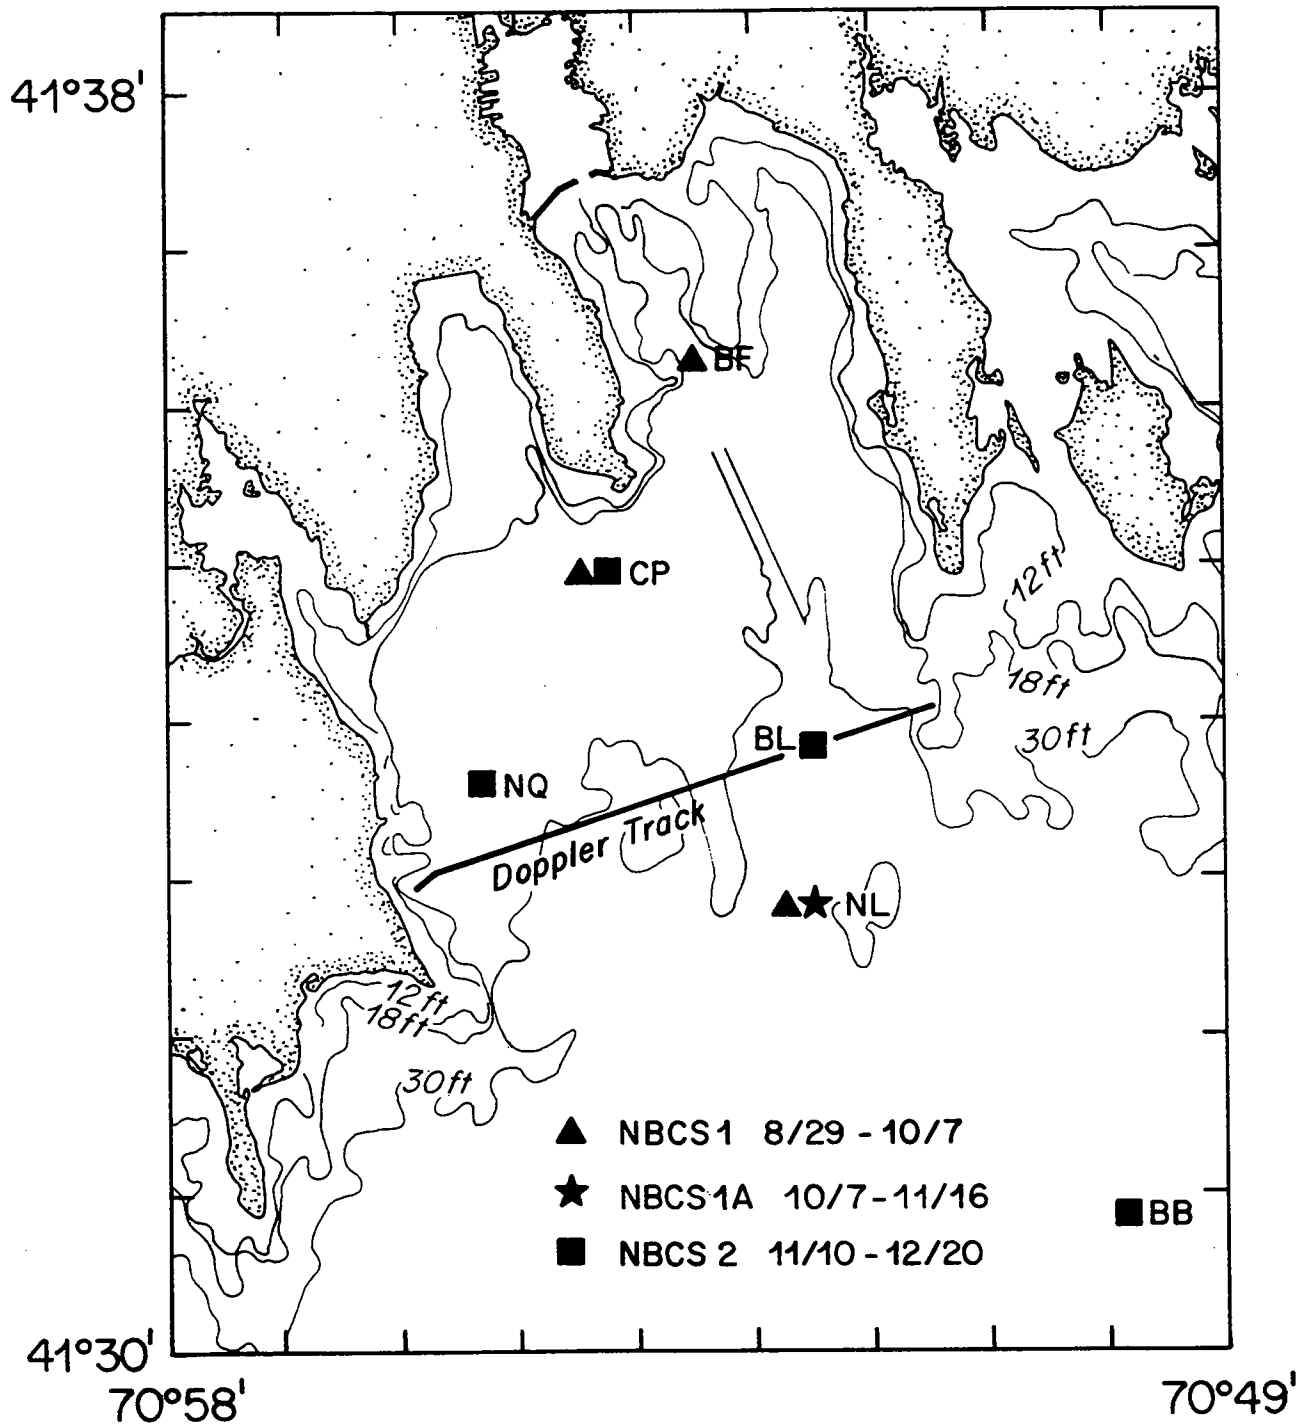 41°38'
BF
CP
12ft
18ft
30ft
BL
NQ
Doppler Track
NL
12ft
18ft
30ft
NBCS1 8/29 - 10/7
NBCS1A 10/7-11/16
NBCS2 11/10-12/20
BB
41°30'
70°58'
70°49'